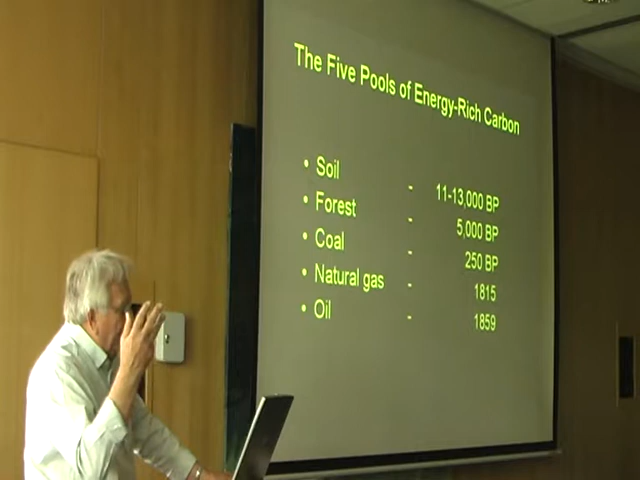 The Five Pools of Energy-Rich Carbon
• Soil - 11-13,000 BP
• Forest - 5,000 BP
• Coal - 250 BP
• Natural gas - 1815
• Oil - 1859